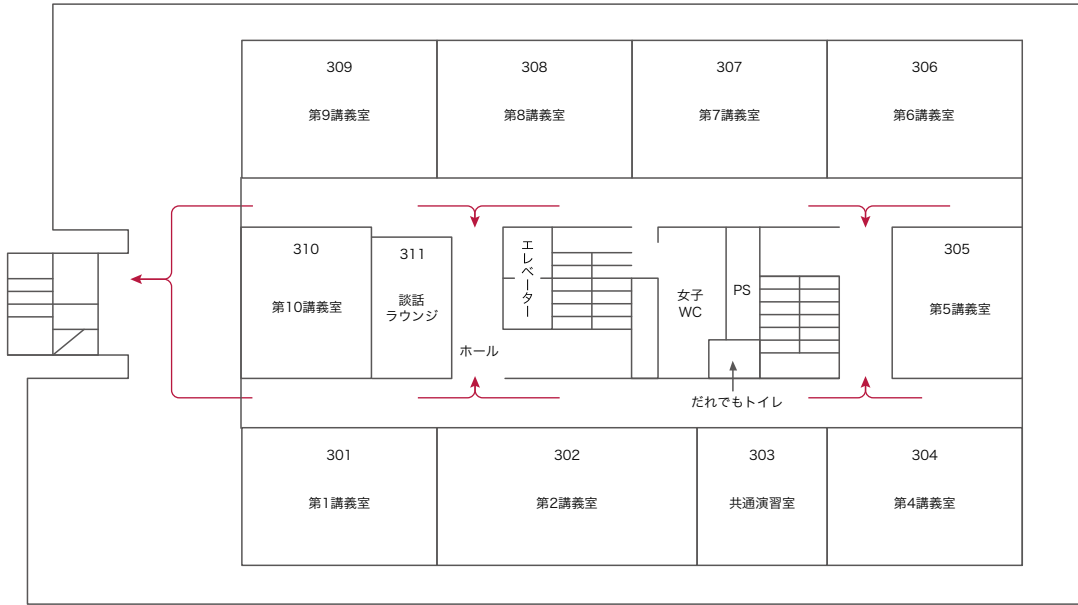 309
第9講義室
308
第8講義室
307
第7講義室
306
第6講義室
310
第10講義室
311
談話
ラウンジ
エレベーター
ホール
女子
WC
PS
だれでもトイレ
305
第5講義室
301
第1講義室
302
第2講義室
303
共通演習室
304
第4講義室